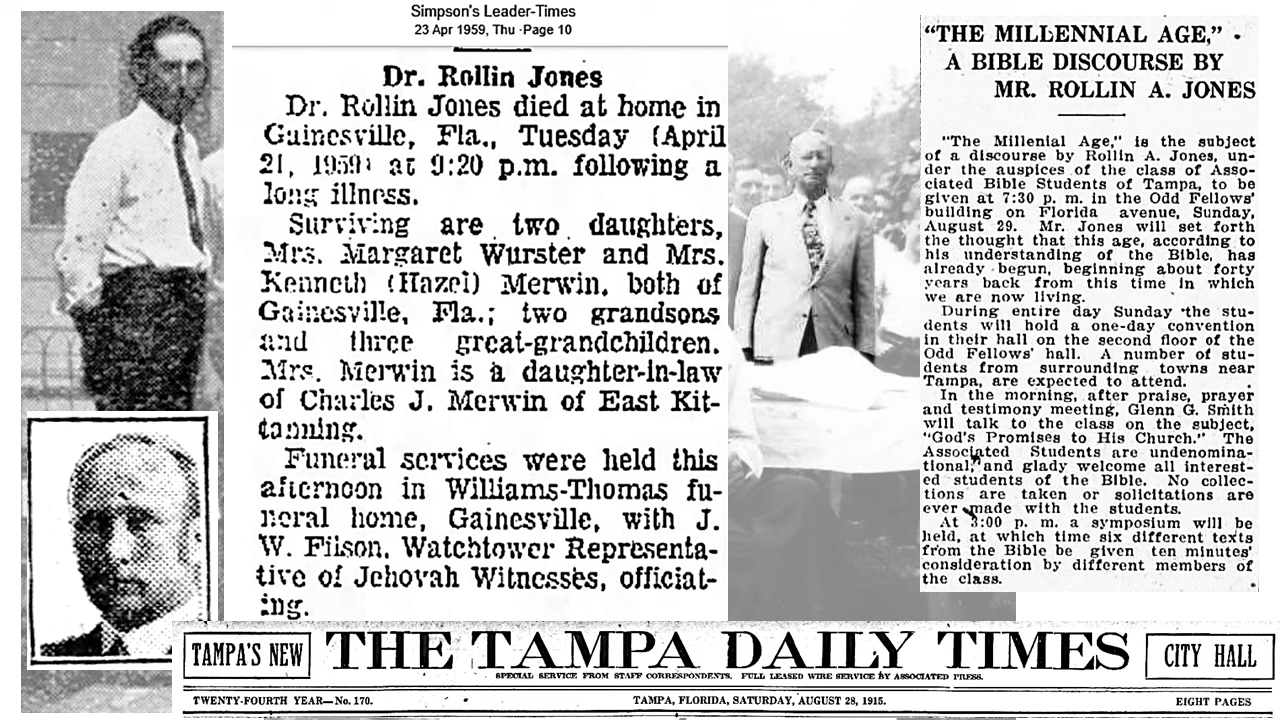 Simpson's Leader-Times
23 Apr 1959, Thu · Page 10
Dr. Rollin Jones
Dr. Rollin Jones died at home in
Gainesville, Fla., Tuesday (April
21, 1959) at 9:20 p.m. following a
long illness.
Surviving are two daughters,
Mrs. Margaret Wurster and Mrs.
Kenneth (Hazel) Merwin, both of
Gainesville, Fla.; two grandsons
and three great-grandchildren.
Mrs. Merwin is a daughter-in-law
of Charles J. Merwin of East Kit-
tanning.
Funeral services were held this
afternoon in Williams-Thomas fu-
neral home, Gainesville, with J.
W. Filson, Watchtower Representa-
tive of Jehovah Witnesses, officiat-
ing.
"THE MILLENNIAL AGE,"
A BIBLE DISCOURSE BY
MR. ROLLIN A. JONES
"The Millenial Age," is the subject
of a discourse by Rollin A. Jones, un-
der the auspices of the class of Asso-
ciated Bible Students of Tampa, to be
given at 7:30 p. m. in the Odd Fellows'
building on Florida avenue, Sunday,
August 29. Mr. Jones will set forth
the thought that this age, according to
his understanding of the Bible, has
already begun, beginning about forty
years back from this time in which
we are now living.
During entire day Sunday the stu-
dents will hold a one-day convention
in their hall on the second floor of the
Odd Fellows' hall. A number of stu-
dents from surrounding towns near
Tampa, are expected to attend.
In the morning, after praise, prayer
and testimony meeting, Glenn G. Smith
will talk to the class on the subject,
"God's Promises to His Church." The
Associated Students are undenomina-
tional, and glady welcome all interest-
ed students of the Bible. No collec-
tions are taken or solicitations are
ever made with the students.
At 3:00 p. m. a symposium will be
held, at which time six different texts
from the Bible be given ten minutes'
consideration by different members of
the class.
TAMPA'S NEW
THE TAMPA DAILY TIMES
CITY HALL
SPECIAL SERVICE FROM STAFF CORRESPONDENTS. FULL LEASED WIRE SERVICE BY ASSOCIATED PRESS.
TWENTY-FOURTH YEAR—No. 170.
TAMPA, FLORIDA, SATURDAY, AUGUST 28, 1915.
EIGHT PAGES